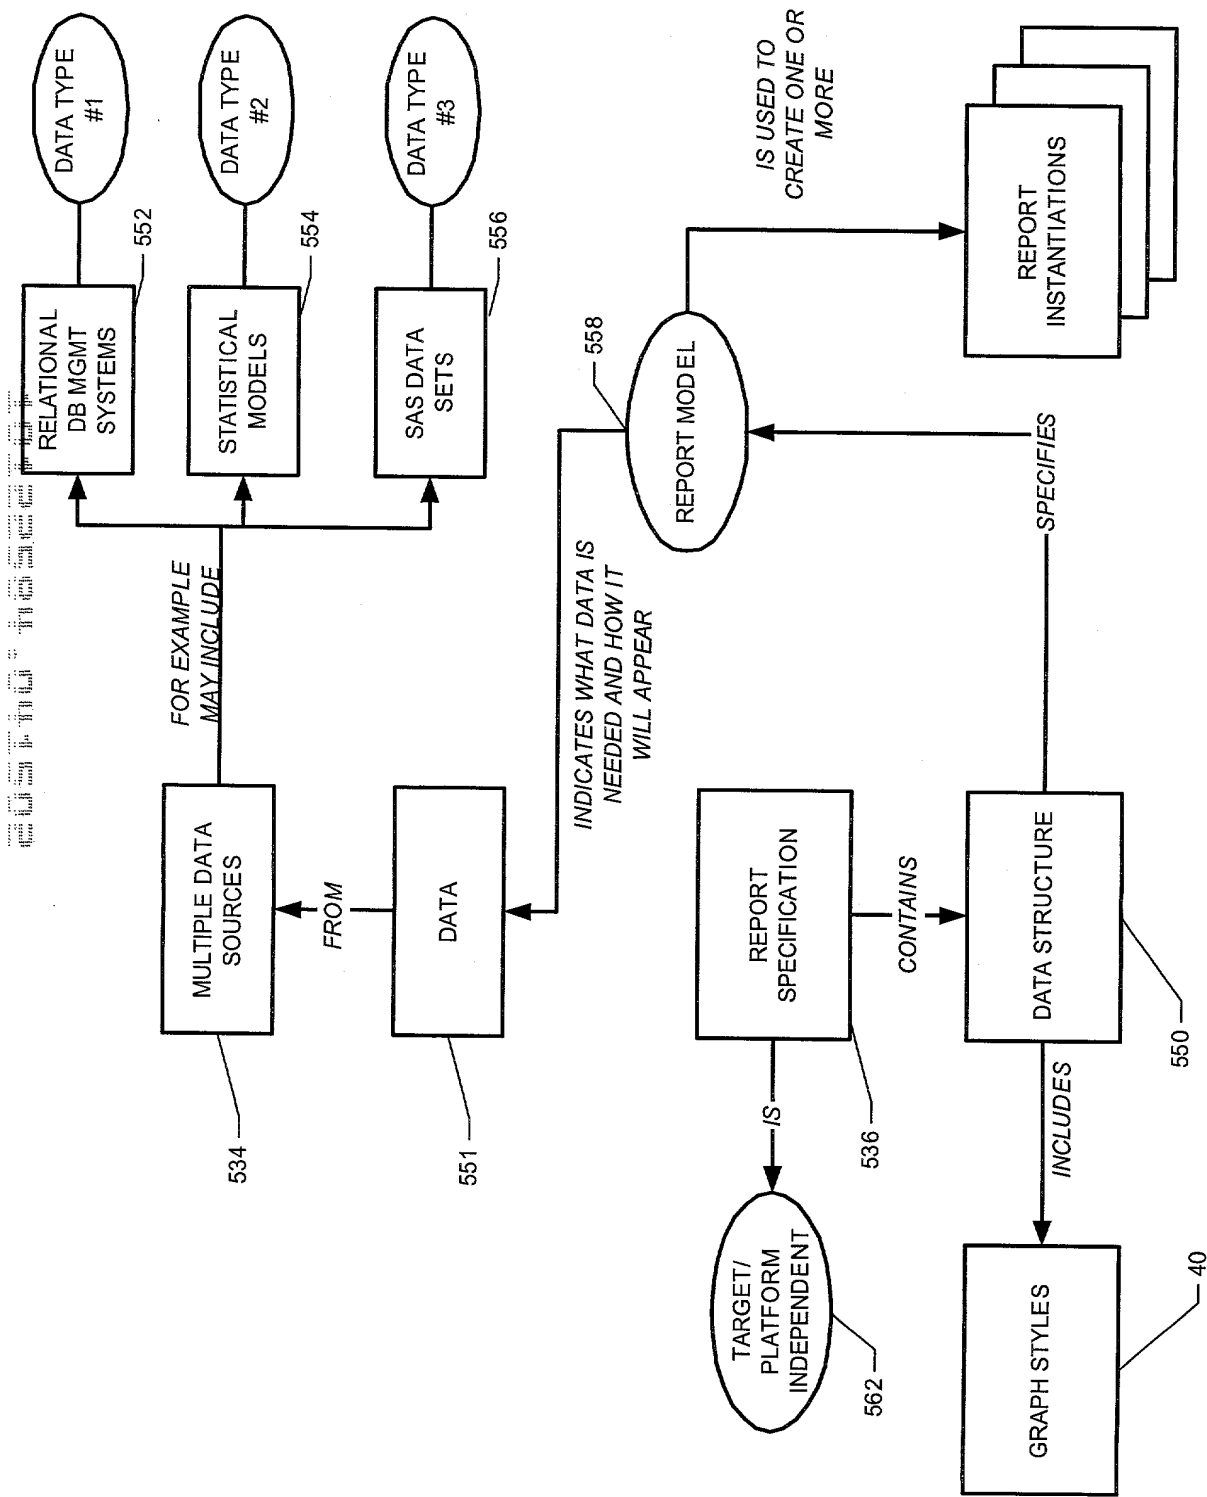 DATA TYPE
#1
DATA TYPE
#2
DATA TYPE
#3
552
554
556
RELATIONAL
DB MGMT
SYSTEMS
STATISTICAL
MODELS
SAS DATA
SETS
FOR EXAMPLE
MAY INCLUDE
MULTIPLE DATA
SOURCES
534
FROM
DATA
551
INDICATES WHAT DATA IS
NEEDED AND HOW IT
WILL APPEAR
558
REPORT MODEL
IS USED TO
CREATE ONE OR
MORE
REPORT
INSTANTIATIONS
SPECIFIES
REPORT
SPECIFICATION
536
IS
TARGET/
PLATFORM
INDEPENDENT
562
CONTAINS
DATA STRUCTURE
550
INCLUDES
GRAPH STYLES
40